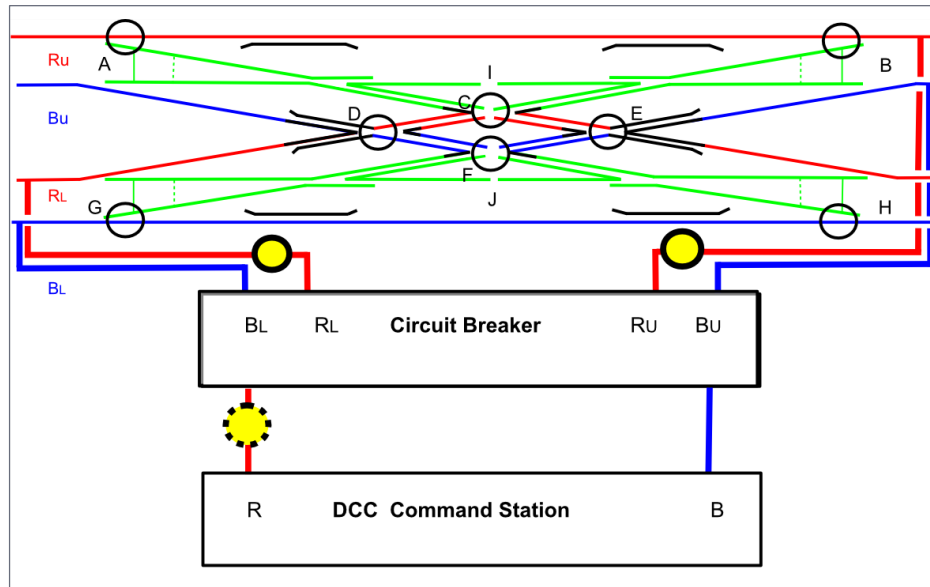 Ru
A
I
B
C
Bu
D
E
F
RL
G
J
H
BL
BL RL Circuit Breaker RU BU
R DCC Command Station B